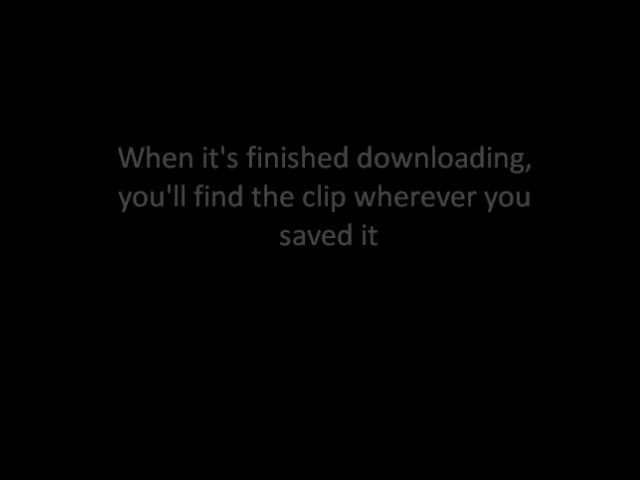 When it's finished downloading,
you'll find the clip wherever you
saved it